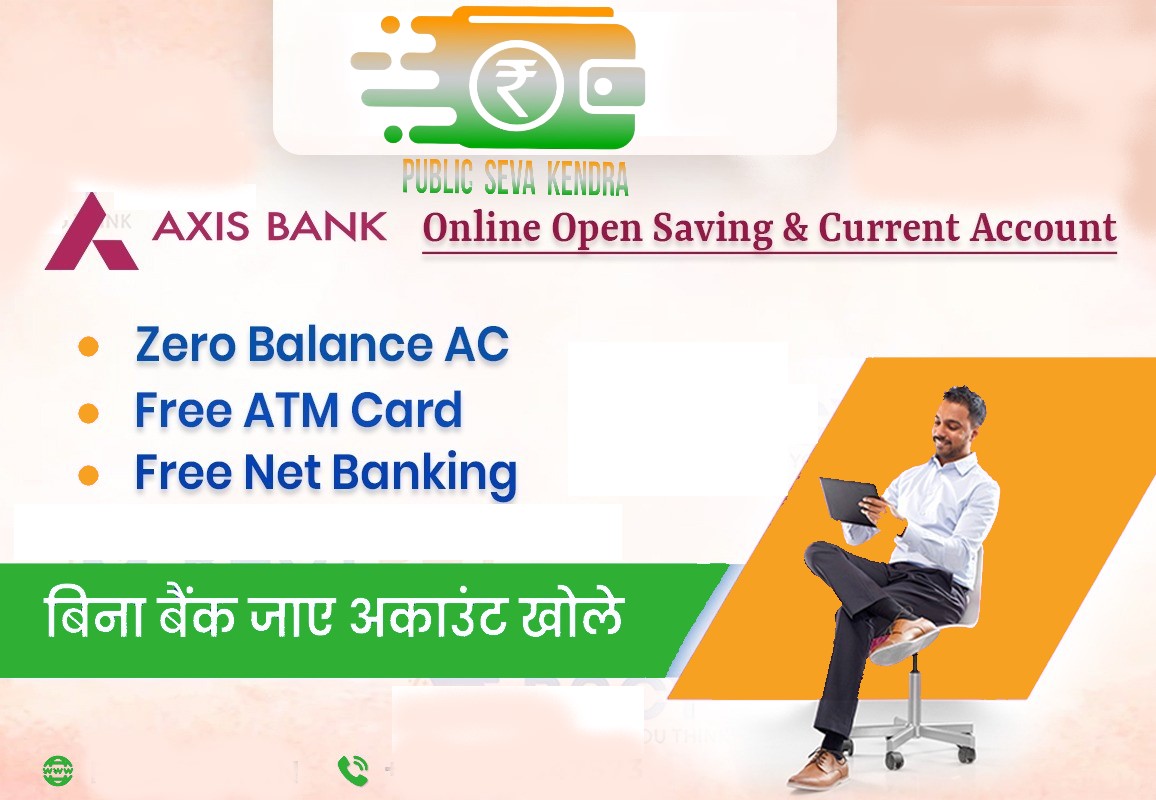 PUBLIC SEVA KENDRA
AXIS BANK
Online Open Saving & Current Account
Zero Balance AC
Free ATM Card
Free Net Banking
बिना बैंक जाए अकाउंट खोले
www